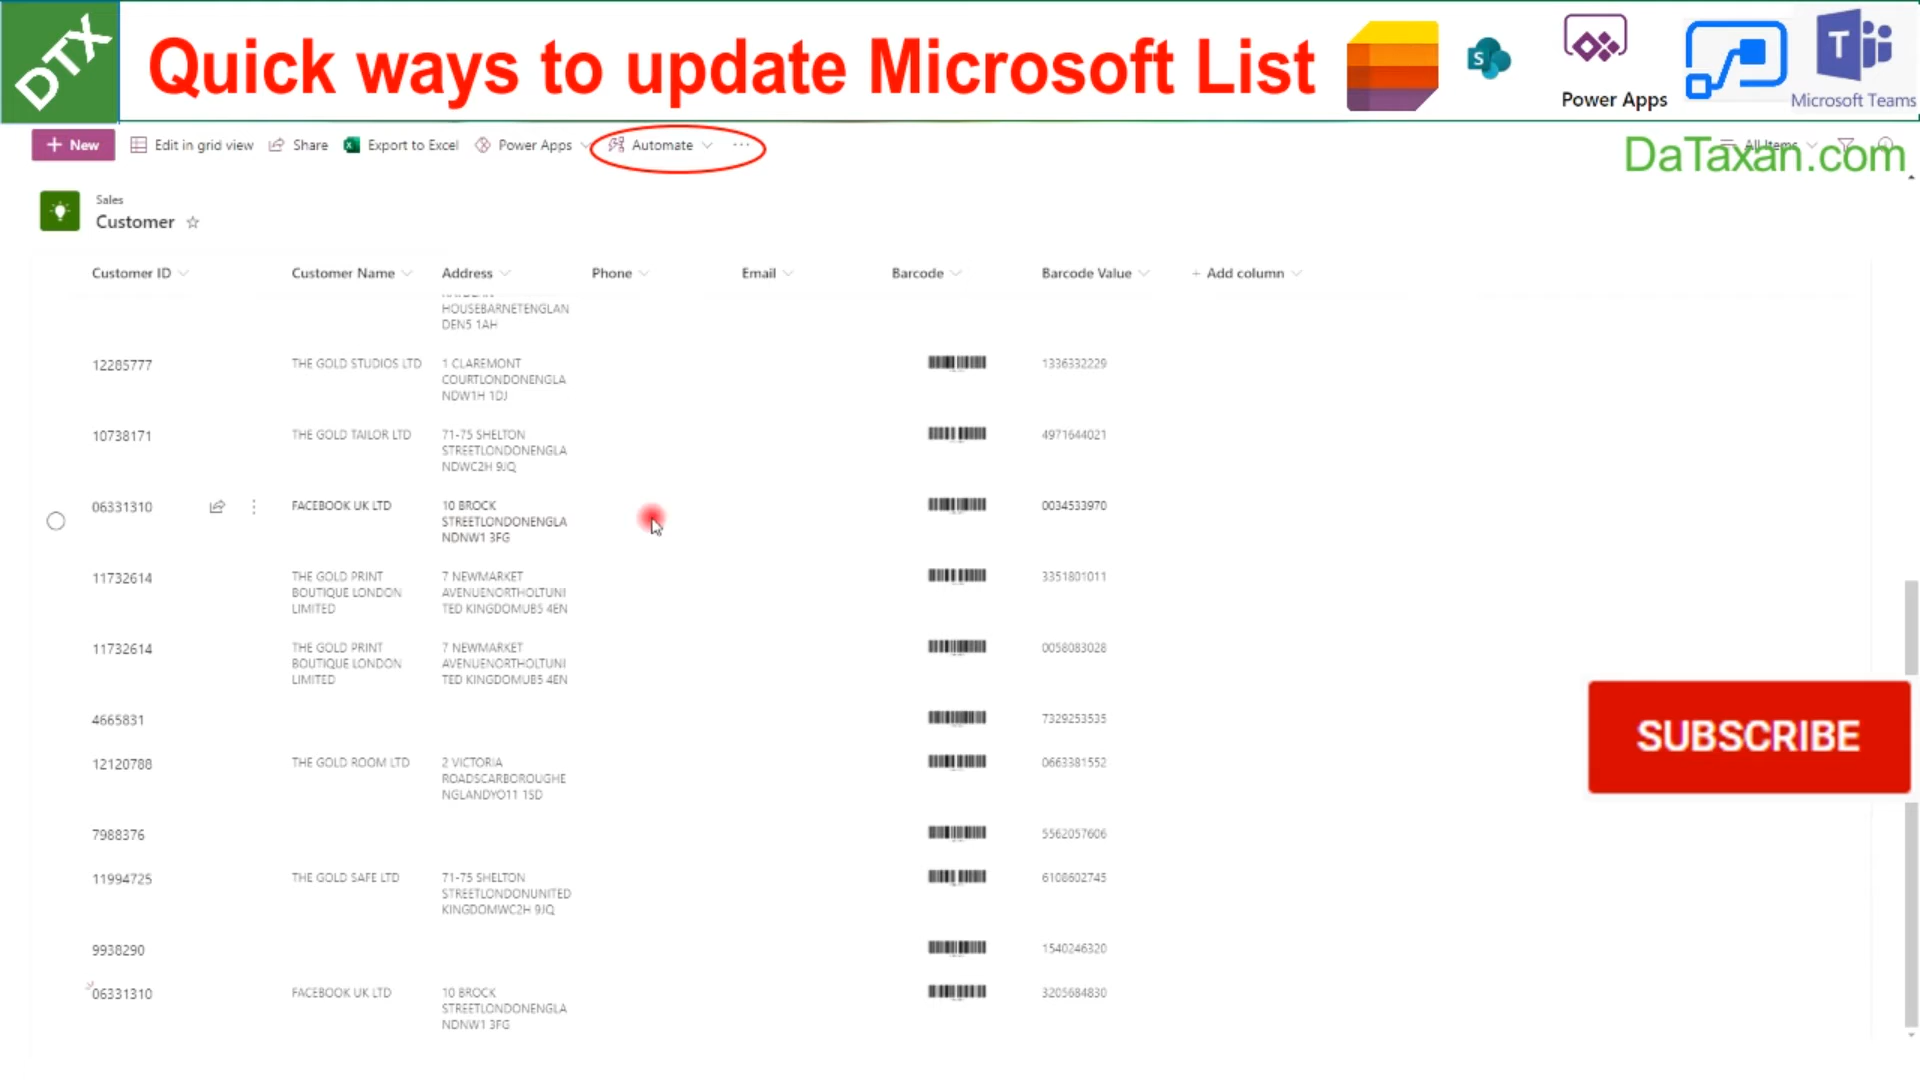 DTX
Quick ways to update Microsoft List
S
Power Apps
T
Microsoft Teams
+ New
Edit in grid view
Share
Export to Excel
Power Apps
Automate
...
All Items
DaTaxan.com
Sales
Customer
Customer ID
Customer Name
Address
Phone
Email
Barcode
Barcode Value
+ Add column
HOUSEBARNETENGLAN
DEN5 1AH
12285777
THE GOLD STUDIOS LTD
1 CLAREMONT
COURTLONDONENGLA
NDW1H 1DJ
1336332229
10738171
THE GOLD TAILOR LTD
71-75 SHELTON
STREETLONDONENGLA
NDWC2H 9JQ
4971644021
06331310
FACEBOOK UK LTD
10 BROCK
STREETLONDONENGLA
NDNW1 3FG
0034533970
11732614
THE GOLD PRINT
BOUTIQUE LONDON
LIMITED
7 NEWMARKET
AVENUENORTHOLTUNI
TED KINGDOMUB5 4EN
3351801011
11732614
THE GOLD PRINT
BOUTIQUE LONDON
LIMITED
7 NEWMARKET
AVENUENORTHOLTUNI
TED KINGDOMUB5 4EN
0058083028
4665831
7329253535
12120788
THE GOLD ROOM LTD
2 VICTORIA
ROADSCARBOROUGHE
NGLANDYO11 1SD
0663381552
7988376
5562057606
11994725
THE GOLD SAFE LTD
71-75 SHELTON
STREETLONDONUNITED
KINGDOMWC2H 9JQ
6108602745
9938290
1540246320
06331310
FACEBOOK UK LTD
10 BROCK
STREETLONDONENGLA
NDNW1 3FG
3205684830
SUBSCRIBE